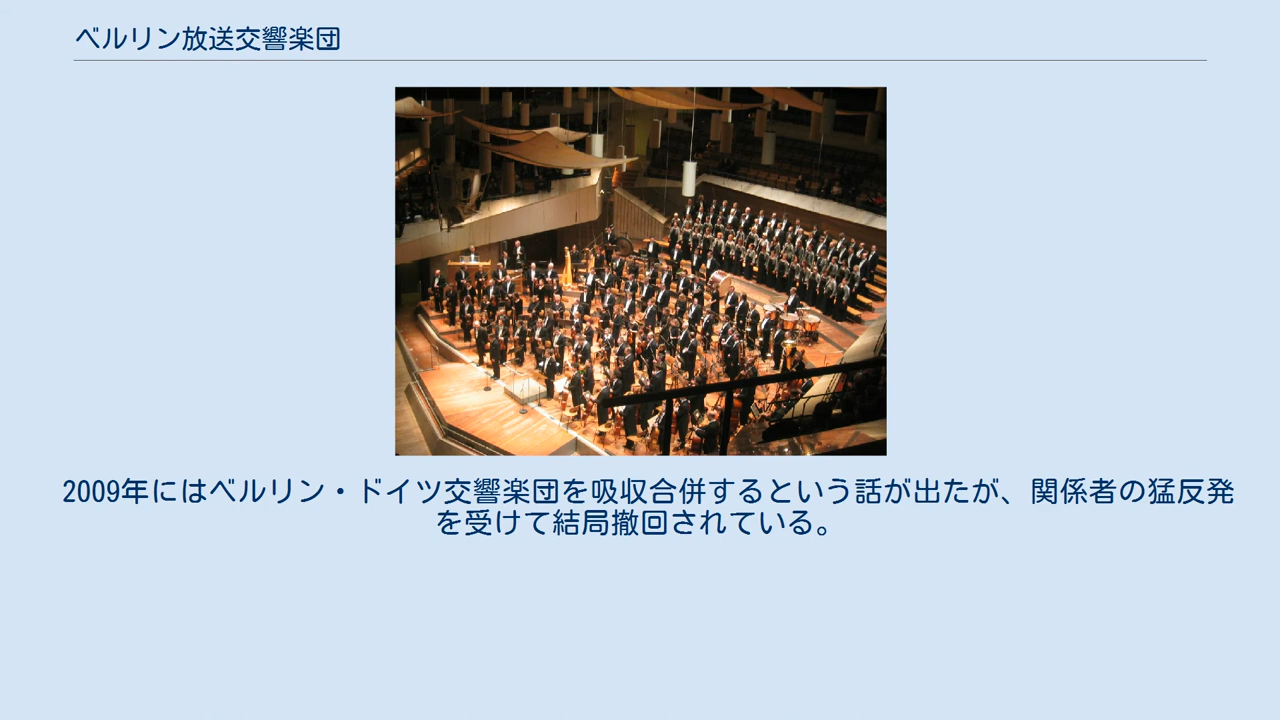 ベルリン放送交響楽団
2009年にはベルリン・ドイツ交響楽団を吸収合併するという話が出たが、関係者の猛反発
を受けて結局撤回されている。